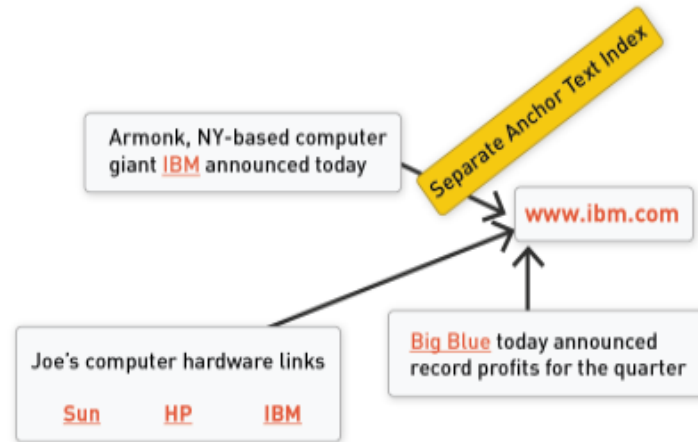 Separate Anchor Text Index
Armonk, NY-based computer
giant IBM announced today
www.ibm.com
Big Blue today announced
record profits for the quarter
Joe's computer hardware links
Sun HP IBM